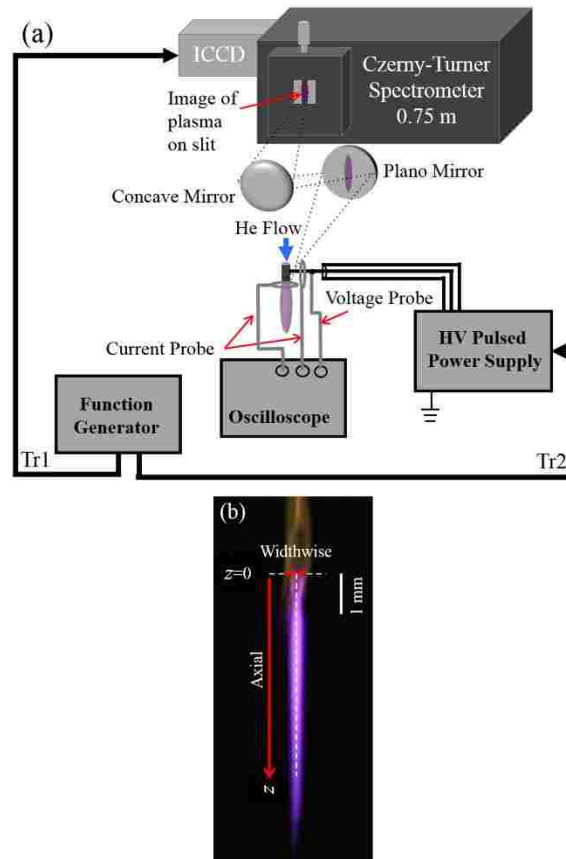 (a)
ICCD
Czerny-Turner
Spectrometer
0.75 m
Image of
plasma
on slit
Plano Mirror
Concave Mirror
He Flow
Voltage Probe
Current Probe
HV Pulsed
Power Supply
Oscilloscope
Function
Generator
Tr1
Tr2
(b)
Widthwise
z=0
1 mm
Axial
z